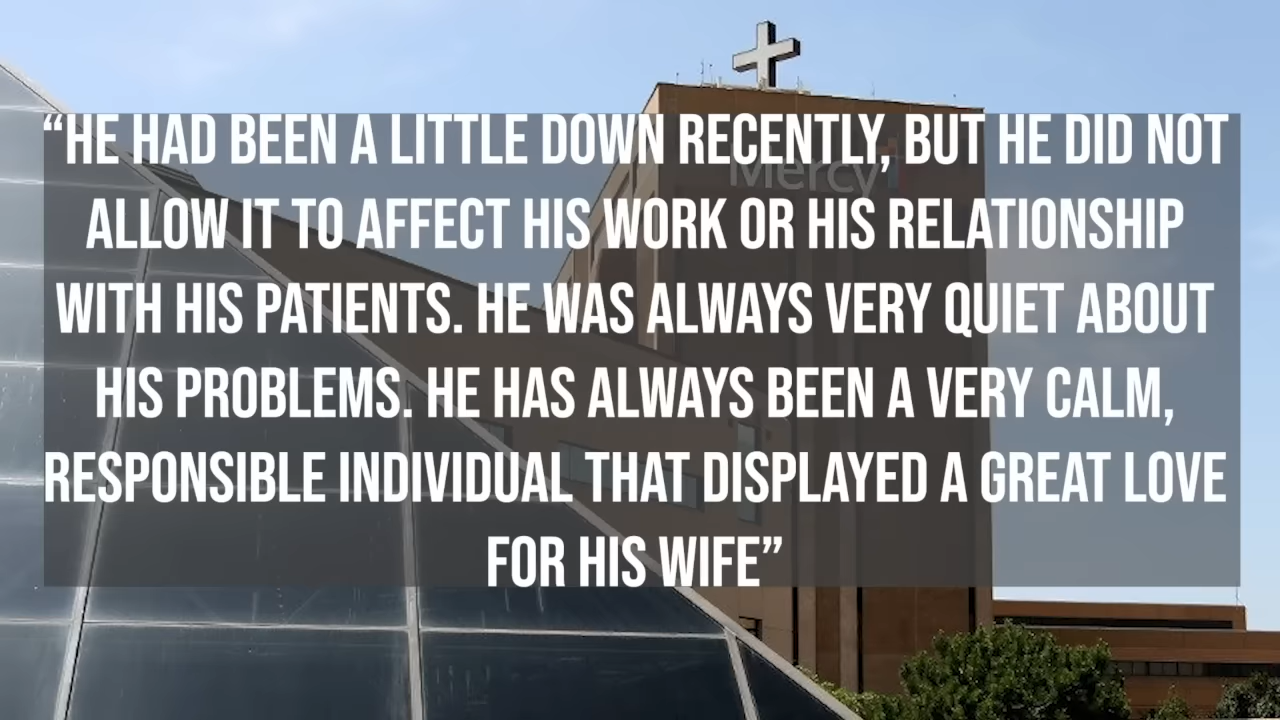 “HE HAD BEEN A LITTLE DOWN RECENTLY, BUT HE DID NOT
ALLOW IT TO AFFECT HIS WORK OR HIS RELATIONSHIP
WITH HIS PATIENTS. HE WAS ALWAYS VERY QUIET ABOUT
HIS PROBLEMS. HE HAS ALWAYS BEEN A VERY CALM,
RESPONSIBLE INDIVIDUAL THAT DISPLAYED A GREAT LOVE
FOR HIS WIFE”
Mercy